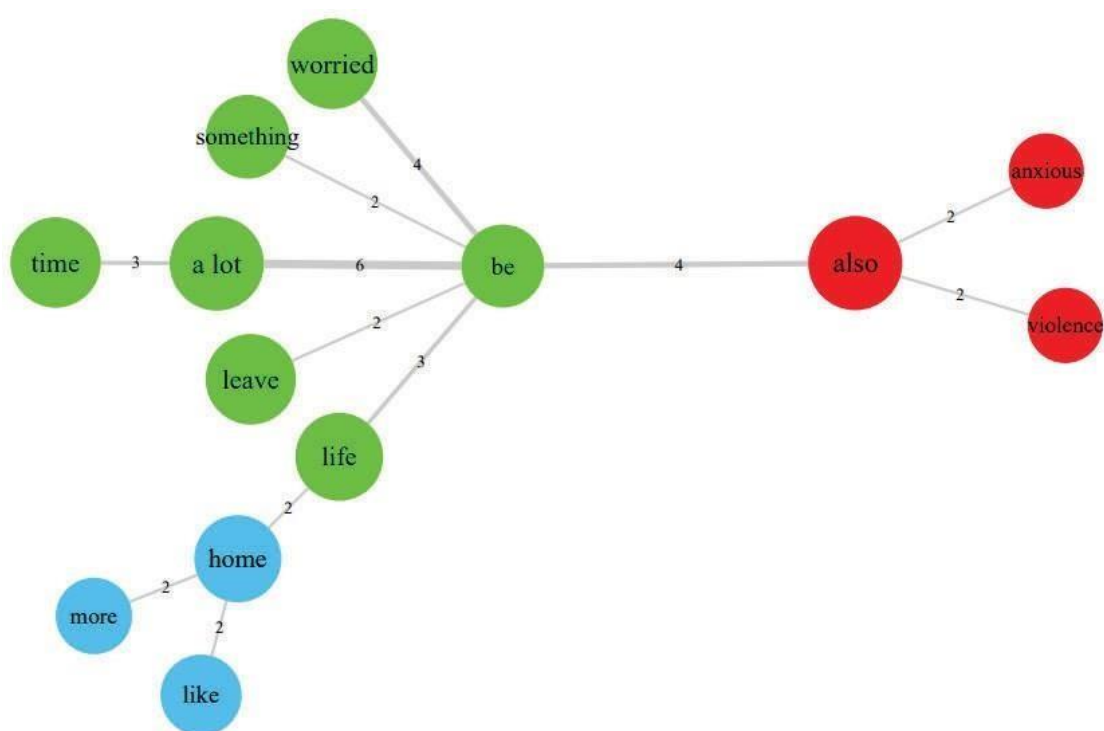 worried
something
anxious
4
2
2
time
3
a lot
6
be
4
also
2
2
violence
leave
3
life
2
home
2
more
2
like